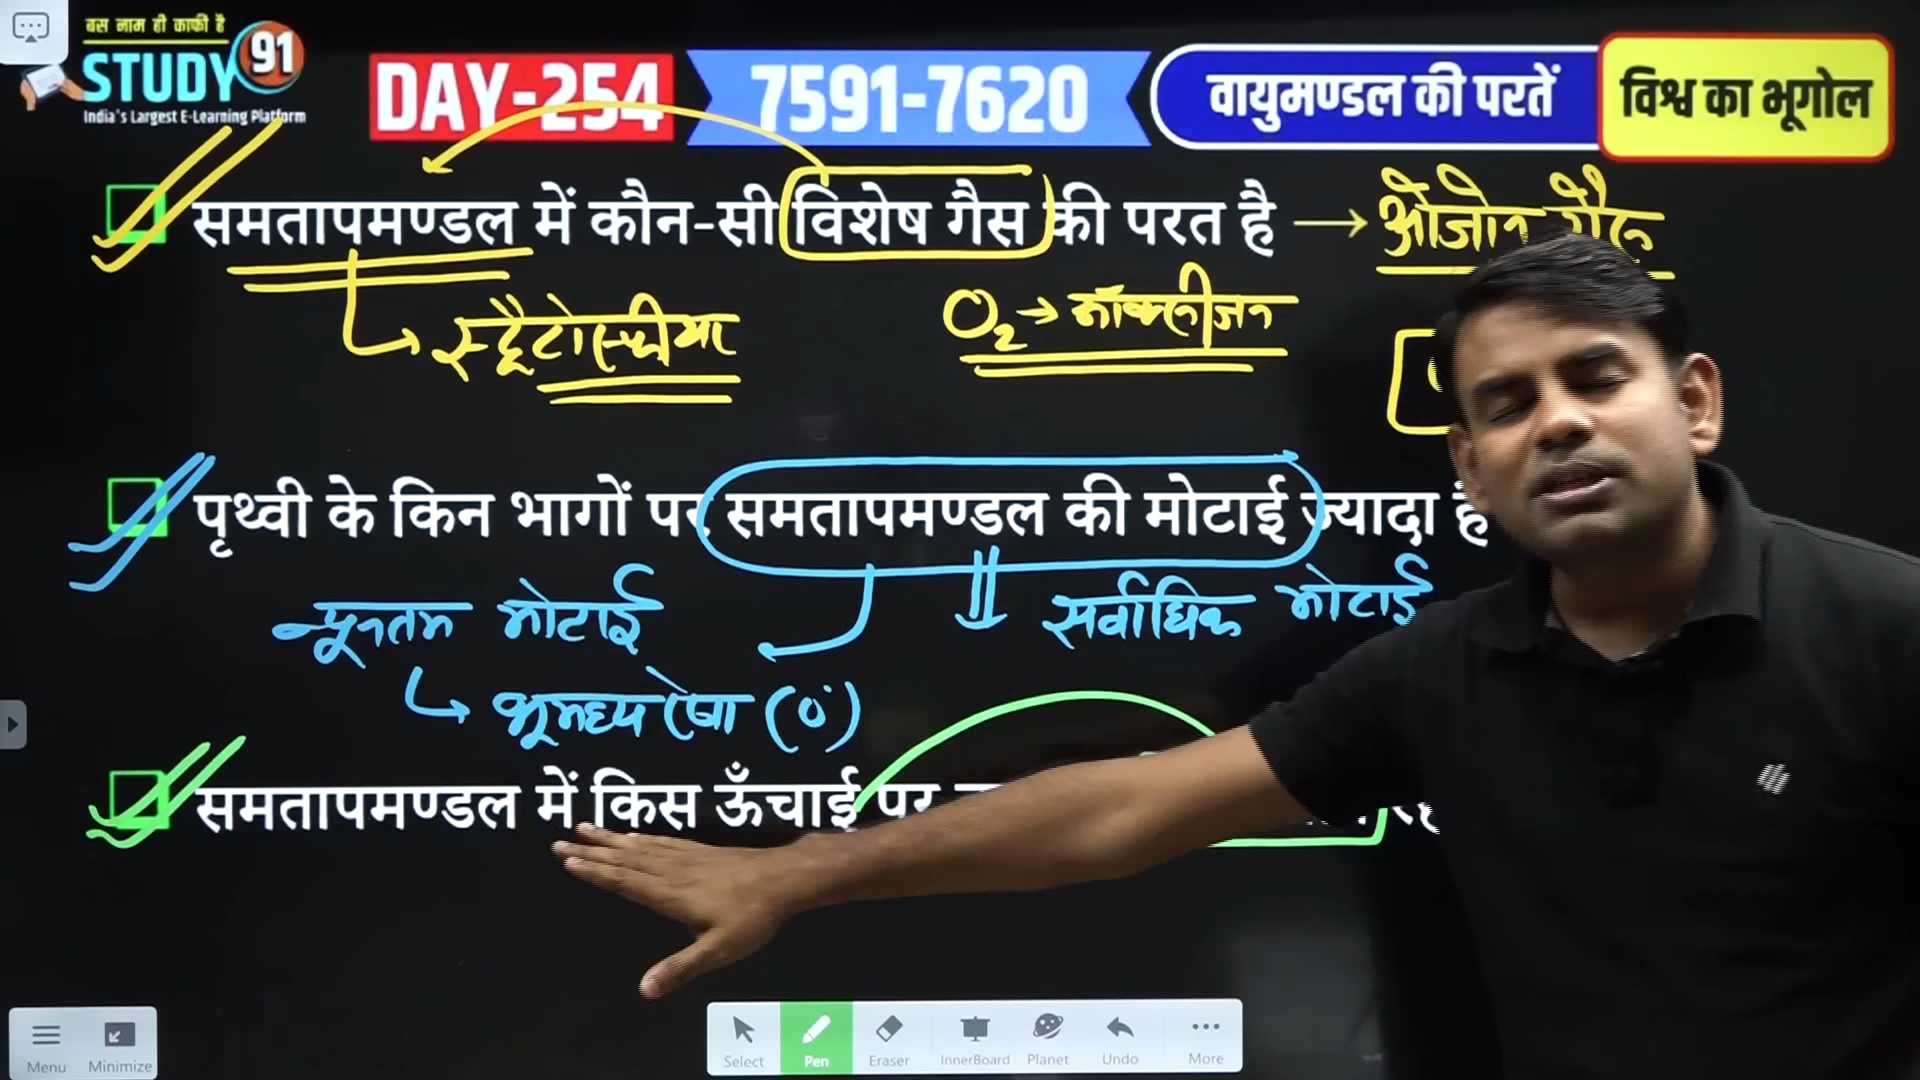 बस नाम ही काफी है
STUDY 91
India's Largest E-Learning Platform
DAY-254
7591-7620
वायुमण्डल की परतें
विश्व का भूगोल
समतापमण्डल में कौन-सी विशेष गैस की परत है → ओजोन गैस
स्ट्रैटोस्फीयर
O2 → ऑक्सीजन
पृथ्वी के किन भागों पर समतापमण्डल की मोटाई ज्यादा है
न्यूनतम मोटाई
सर्वाधिक मोटाई
भूमध्य रेखा (0°)
समतापमण्डल में किस ऊँचाई पर
Menu
Minimize
Select
Pen
Eraser
InnerBoard
Planet
Undo
More